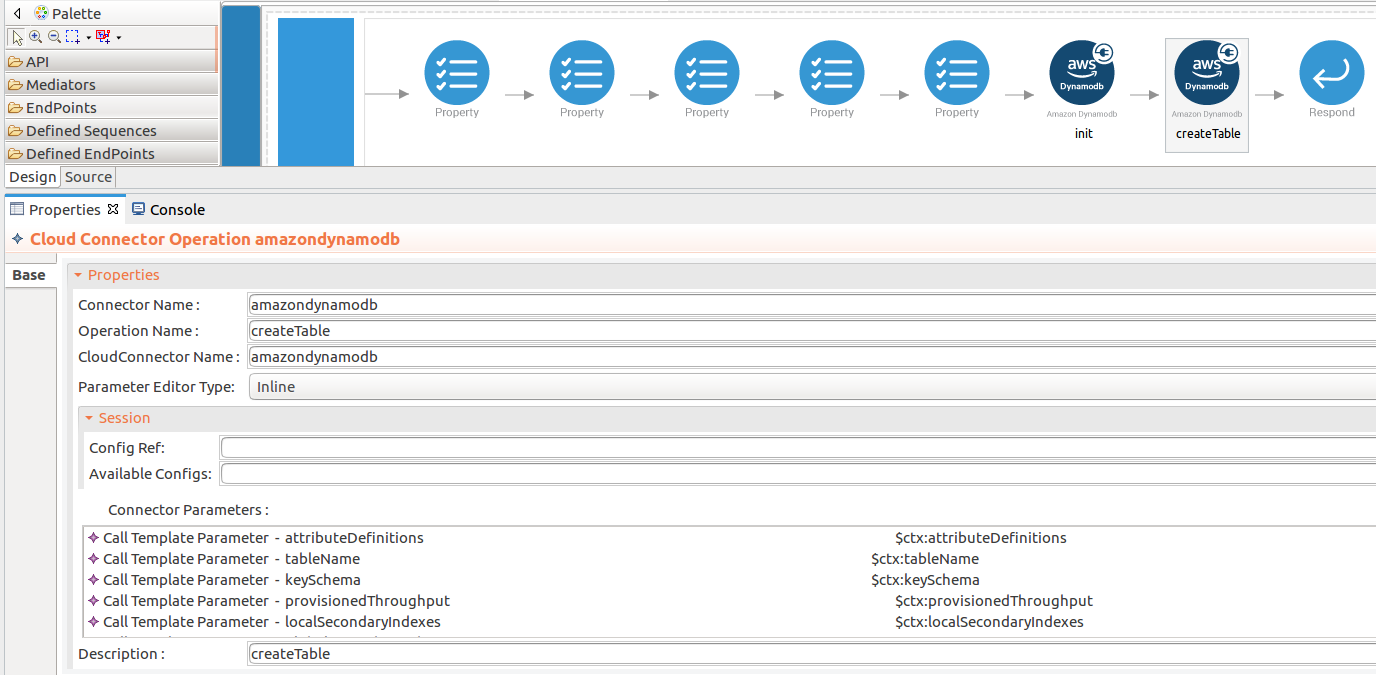 Palette
API
Mediators
EndPoints
Defined Sequences
Defined EndPoints
Property
Property
Property
Property
Property
aws
Dynamodb
Amazon Dynamodb
init
aws
Dynamodb
Amazon Dynamodb
createTable
Respond
Design Source
Properties Console
Cloud Connector Operation amazondynamodb
Base
Properties
Connector Name : amazondynamodb
Operation Name : createTable
CloudConnector Name : amazondynamodb
Parameter Editor Type: Inline
Session
Config Ref:
Available Configs:
Connector Parameters :
Call Template Parameter - attributeDefinitions $ctx:attributeDefinitions
Call Template Parameter - tableName $ctx:tableName
Call Template Parameter - keySchema $ctx:keySchema
Call Template Parameter - provisionedThroughput $ctx:provisionedThroughput
Call Template Parameter - localSecondaryIndexes $ctx:localSecondaryIndexes
Description : createTable